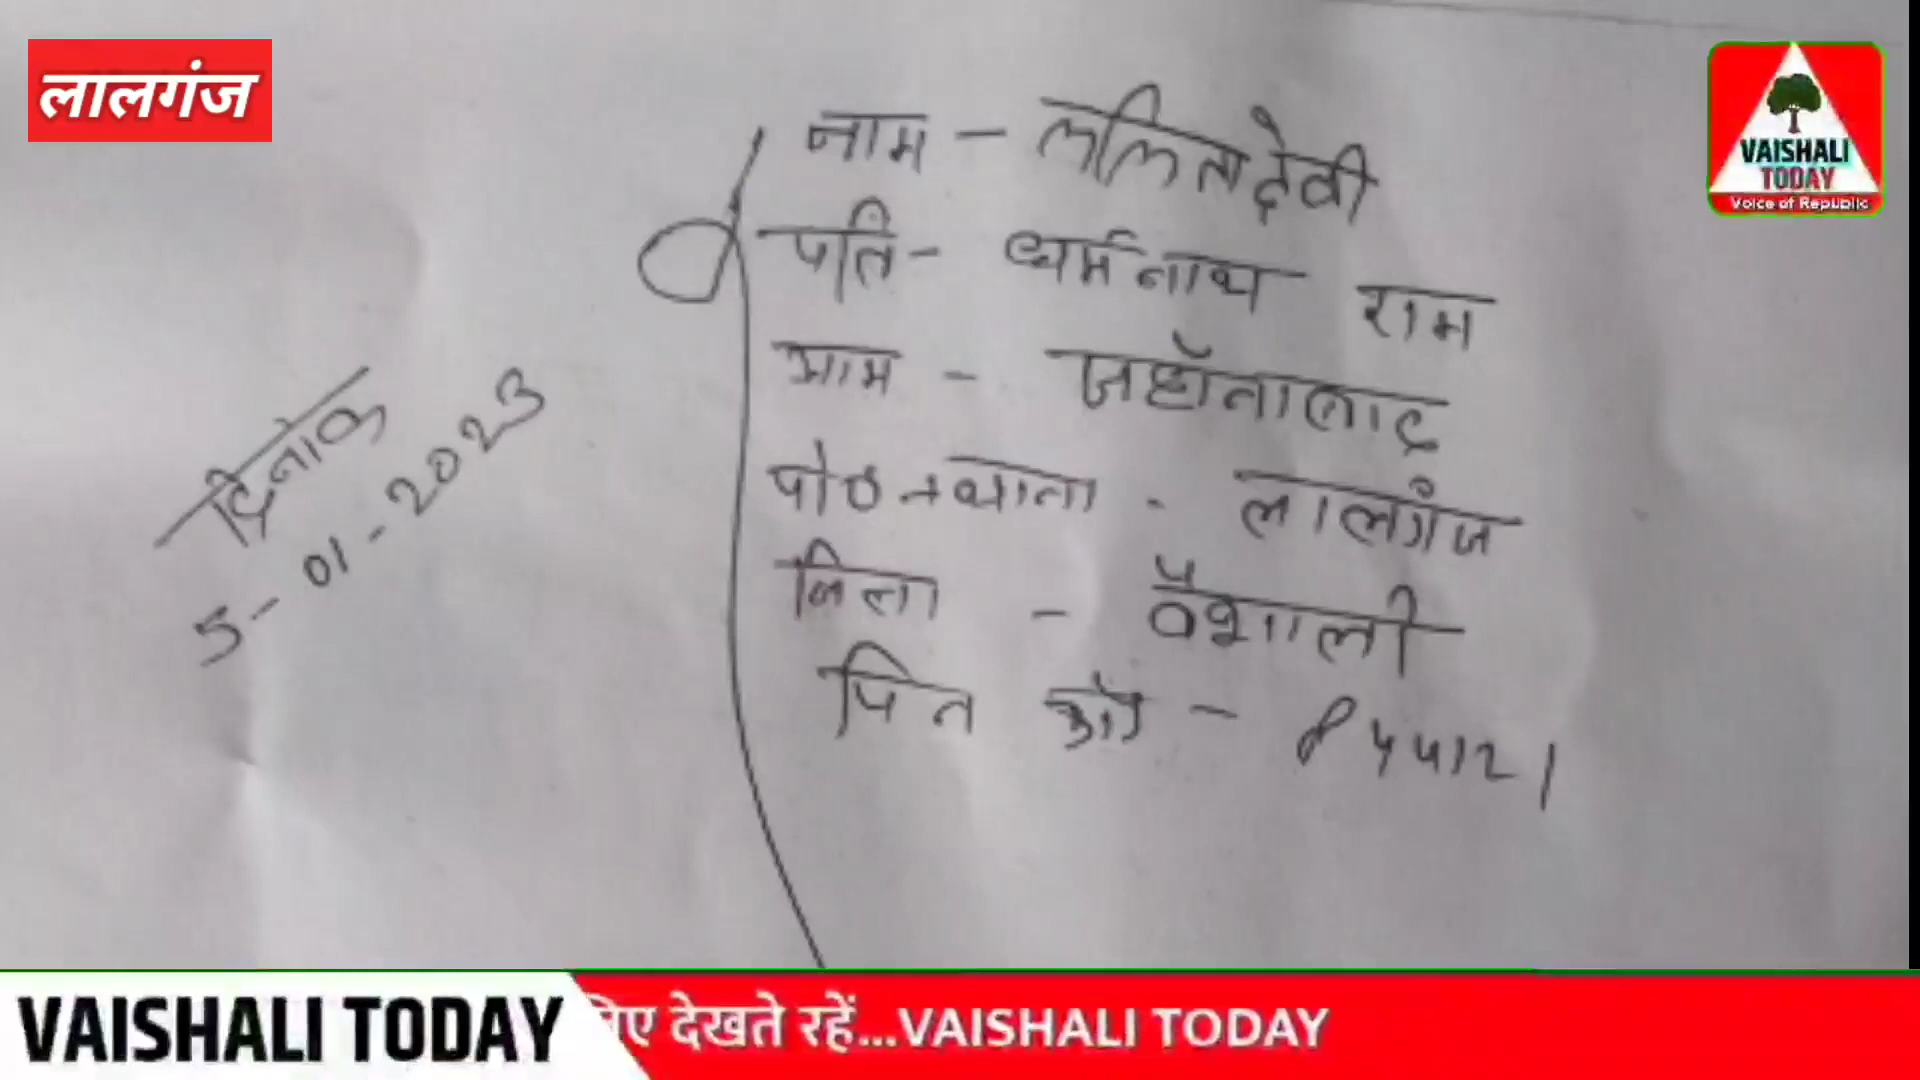 लालगंज
VAISHALI
TODAY
Voice of Republic
नाम - ललिता देवी
पति - धर्मनाथ राम
ग्राम -
पो० + थाना - लालगंज
जिला - वैशाली
पिन कोड - 844121
दिनांक
5-01-2023
VAISHALI TODAY
लिए देखते रहें...VAISHALI TODAY